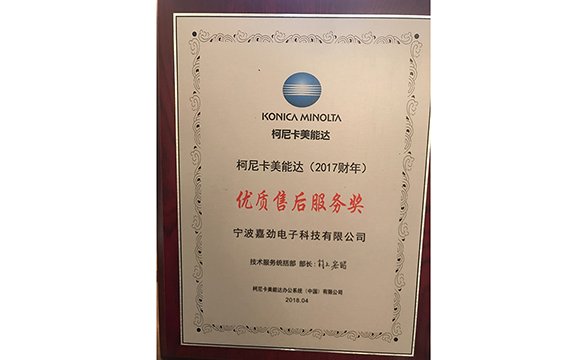 KONICA MINOLTA
柯尼卡美能达
柯尼卡美能达（2017财年）
优质售后服务奖
宁波嘉劲电子科技有限公司
技术服务统括部 部长：
柯尼卡美能达办公系统（中国）有限公司
2018.04